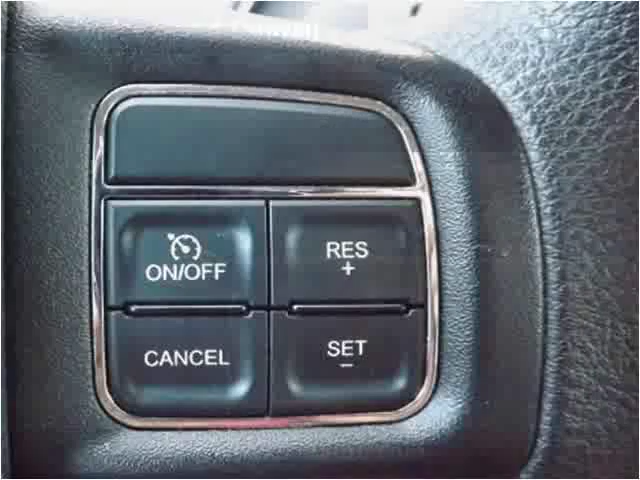 ON/OFF
RES
+
CANCEL
SET
–